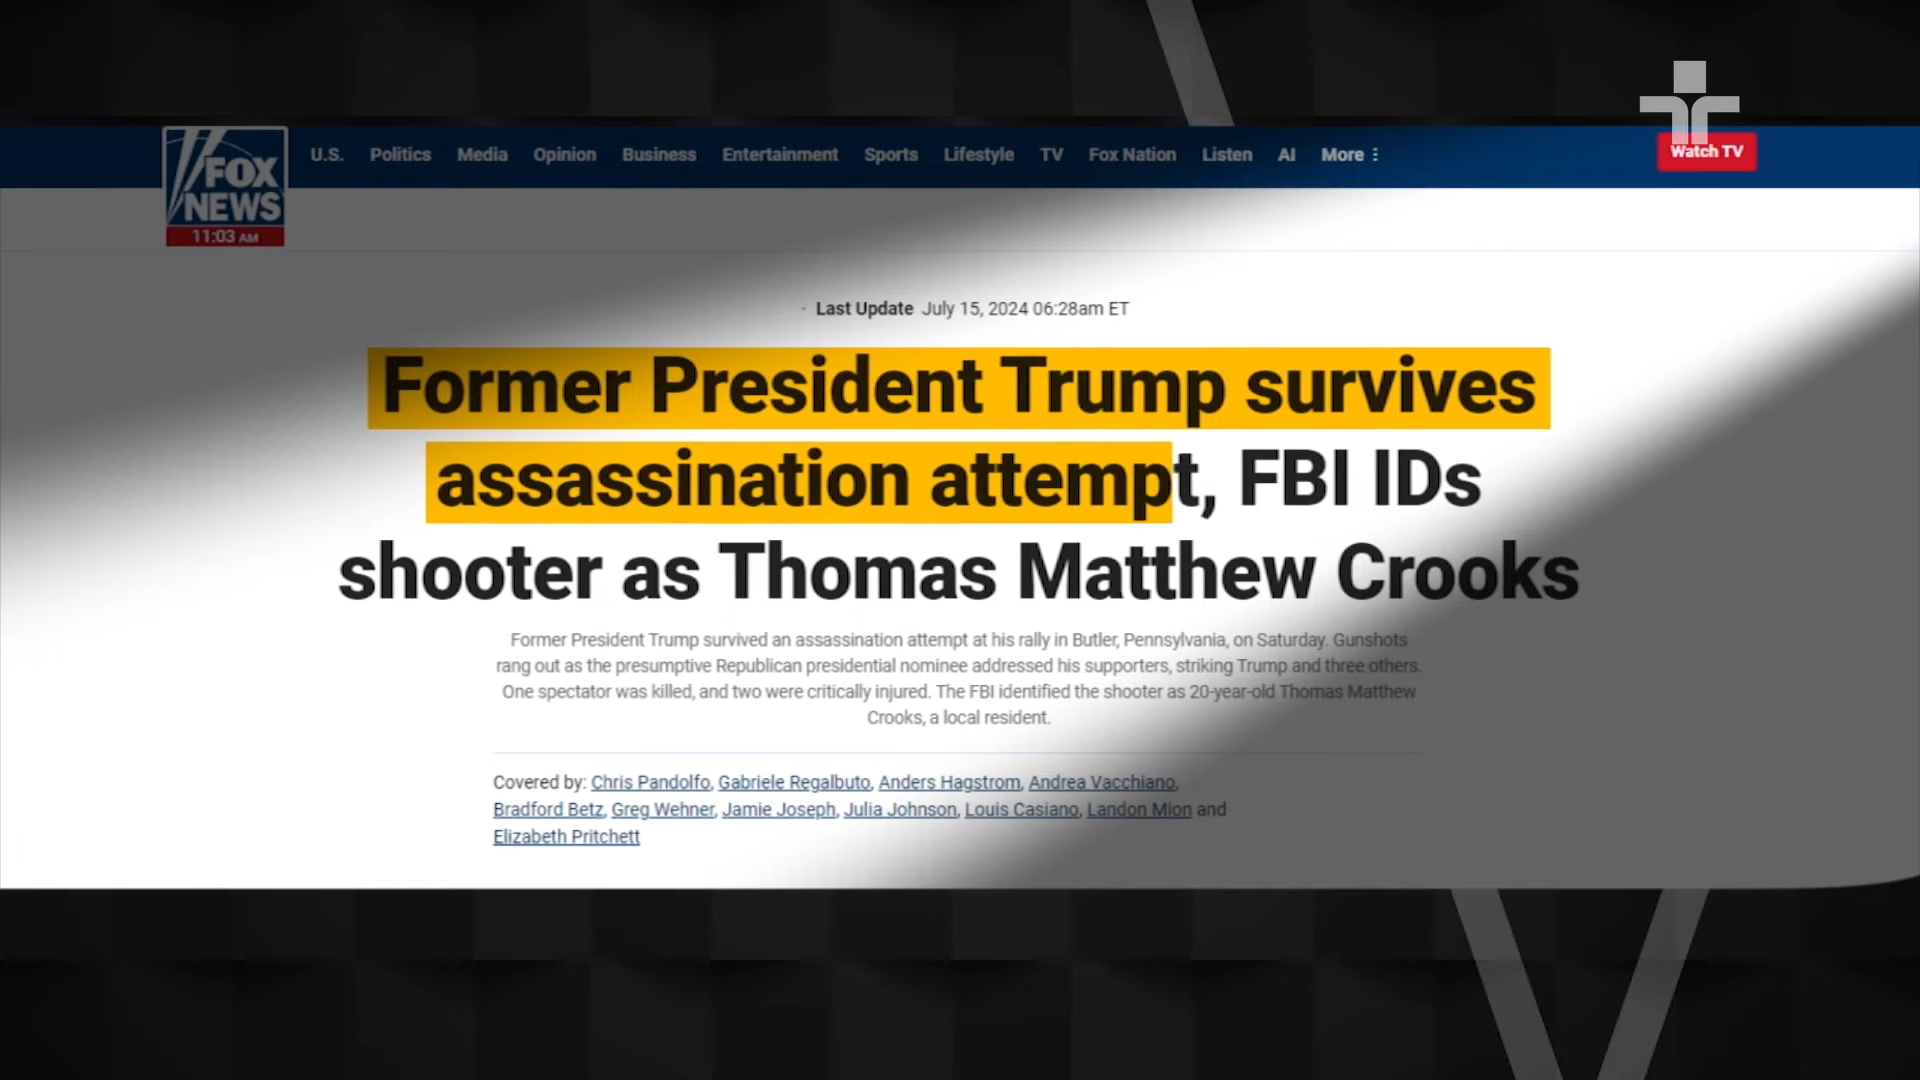 FOX
NEWS
11:03 AM
U.S. Politics Media Opinion Business Entertainment Sports Lifestyle TV Fox Nation Listen AI More
Watch TV
· Last Update July 15, 2024 06:28am ET
Former President Trump survives
assassination attempt, FBI IDs
shooter as Thomas Matthew Crooks
Former President Trump survived an assassination attempt at his rally in Butler, Pennsylvania, on Saturday. Gunshots
rang out as the presumptive Republican presidential nominee addressed his supporters, striking Trump and three others.
One spectator was killed, and two were critically injured. The FBI identified the shooter as 20-year-old Thomas Matthew
Crooks, a local resident.
Covered by: Chris Pandolfo, Gabriele Regalbuto, Anders Hagstrom, Andrea Vacchiano,
Bradford Betz, Greg Wehner, Jamie Joseph, Julia Johnson, Louis Casiano, Landon Mion and
Elizabeth Pritchett